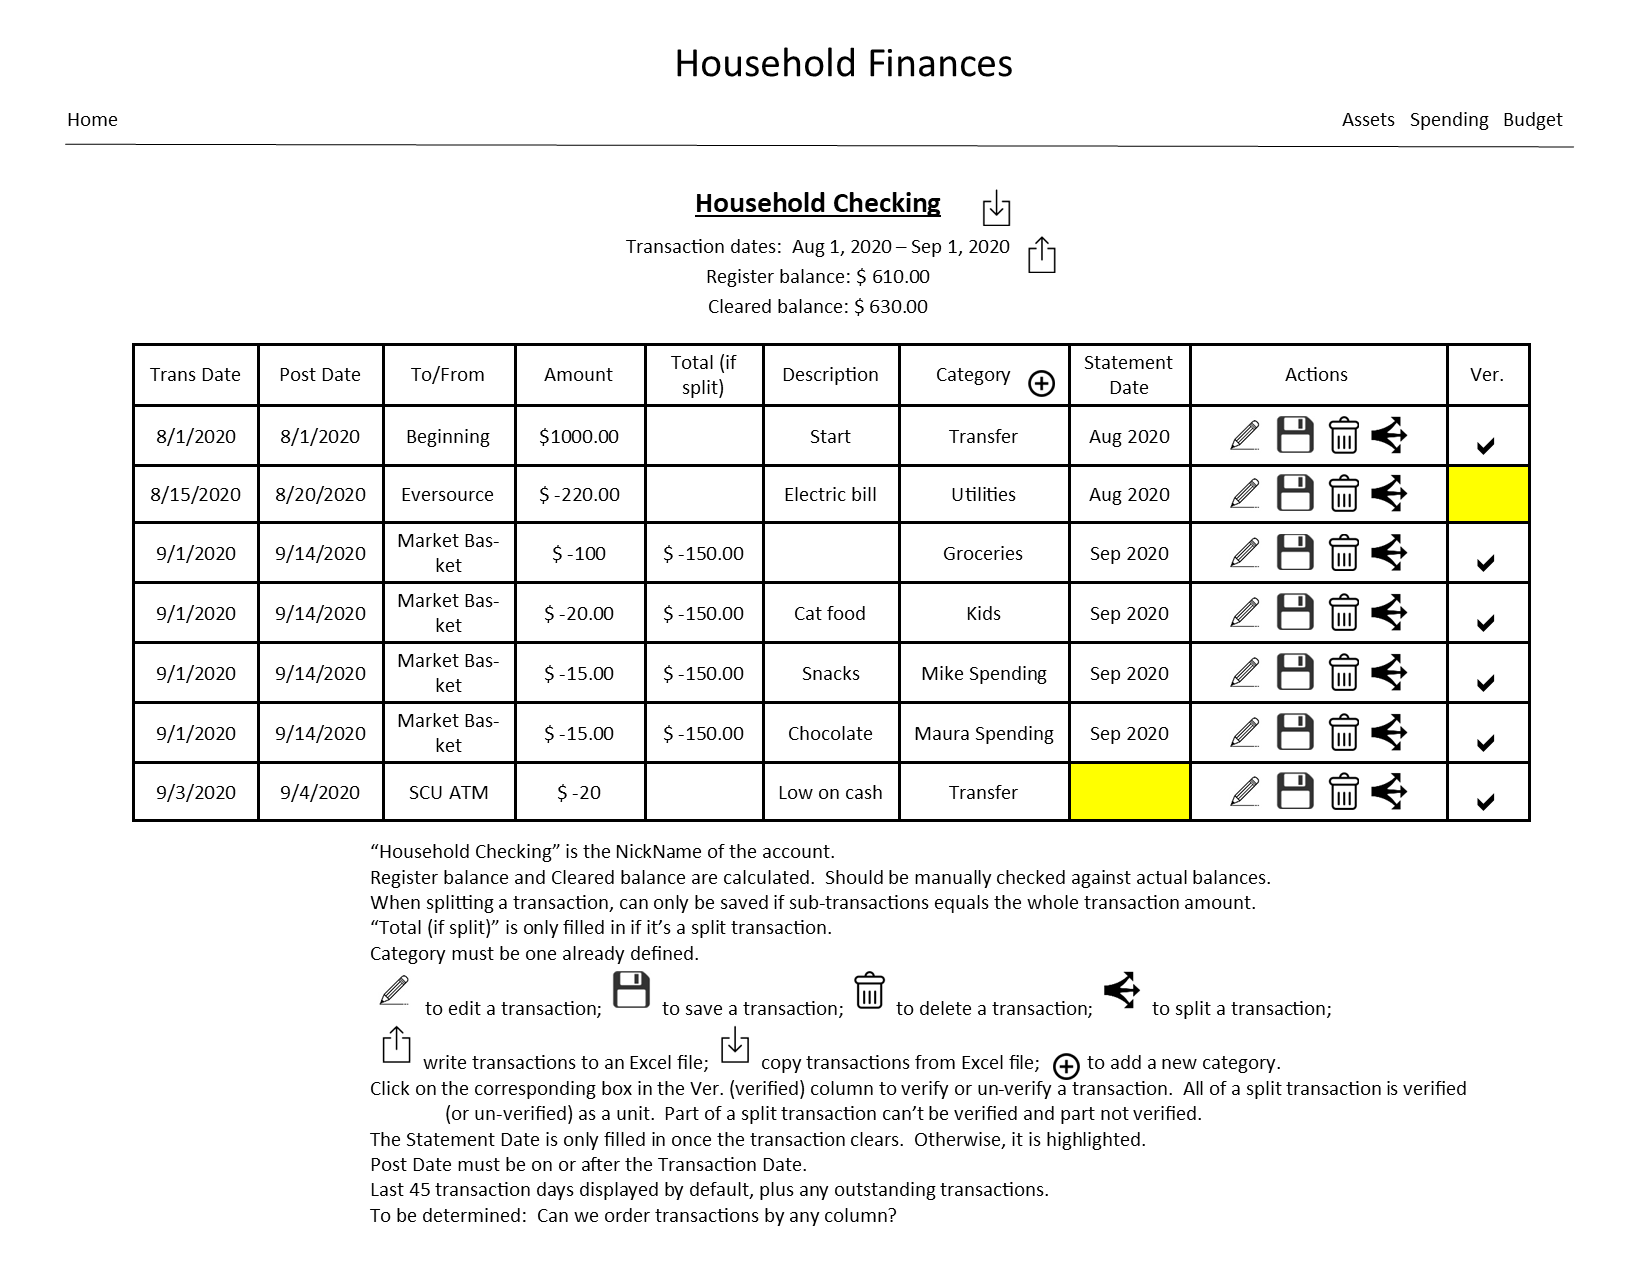 Household Finances
Home
Assets Spending Budget
Household Checking
Transaction dates: Aug 1, 2020 – Sep 1, 2020
Register balance: $ 610.00
Cleared balance: $ 630.00
Trans Date Post Date To/From Amount Total (if split) Description Category Statement Date Actions Ver.
8/1/2020 8/1/2020 Beginning $1000.00 Start Transfer Aug 2020
8/15/2020 8/20/2020 Eversource $ -220.00 Electric bill Utilities Aug 2020
9/1/2020 9/14/2020 Market Bas-ket $ -100 $ -150.00 Groceries Sep 2020
9/1/2020 9/14/2020 Market Bas-ket $ -20.00 $ -150.00 Cat food Kids Sep 2020
9/1/2020 9/14/2020 Market Bas-ket $ -15.00 $ -150.00 Snacks Mike Spending Sep 2020
9/1/2020 9/14/2020 Market Bas-ket $ -15.00 $ -150.00 Chocolate Maura Spending Sep 2020
9/3/2020 9/4/2020 SCU ATM $ -20 Low on cash Transfer
“Household Checking” is the NickName of the account.
Register balance and Cleared balance are calculated. Should be manually checked against actual balances.
When splitting a transaction, can only be saved if sub-transactions equals the whole transaction amount.
“Total (if split)” is only filled in if it’s a split transaction.
Category must be one already defined.
to edit a transaction; to save a transaction; to delete a transaction; to split a transaction;
write transactions to an Excel file; copy transactions from Excel file; to add a new category.
Click on the corresponding box in the Ver. (verified) column to verify or un-verify a transaction. All of a split transaction is verified
(or un-verified) as a unit. Part of a split transaction can’t be verified and part not verified.
The Statement Date is only filled in once the transaction clears. Otherwise, it is highlighted.
Post Date must be on or after the Transaction Date.
Last 45 transaction days displayed by default, plus any outstanding transactions.
To be determined: Can we order transactions by any column?